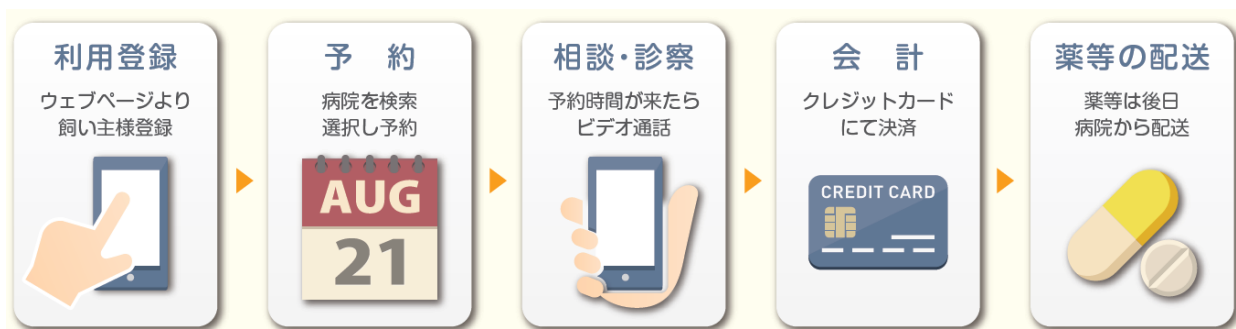 利用登録
ウェブページより
飼い主様登録
予　約
病院を検索
選択し予約
AUG
21
相談・診察
予約時間が来たら
ビデオ通話
会　計
クレジットカード
にて決済
CREDIT CARD
薬等の配送
薬等は後日
病院から配送